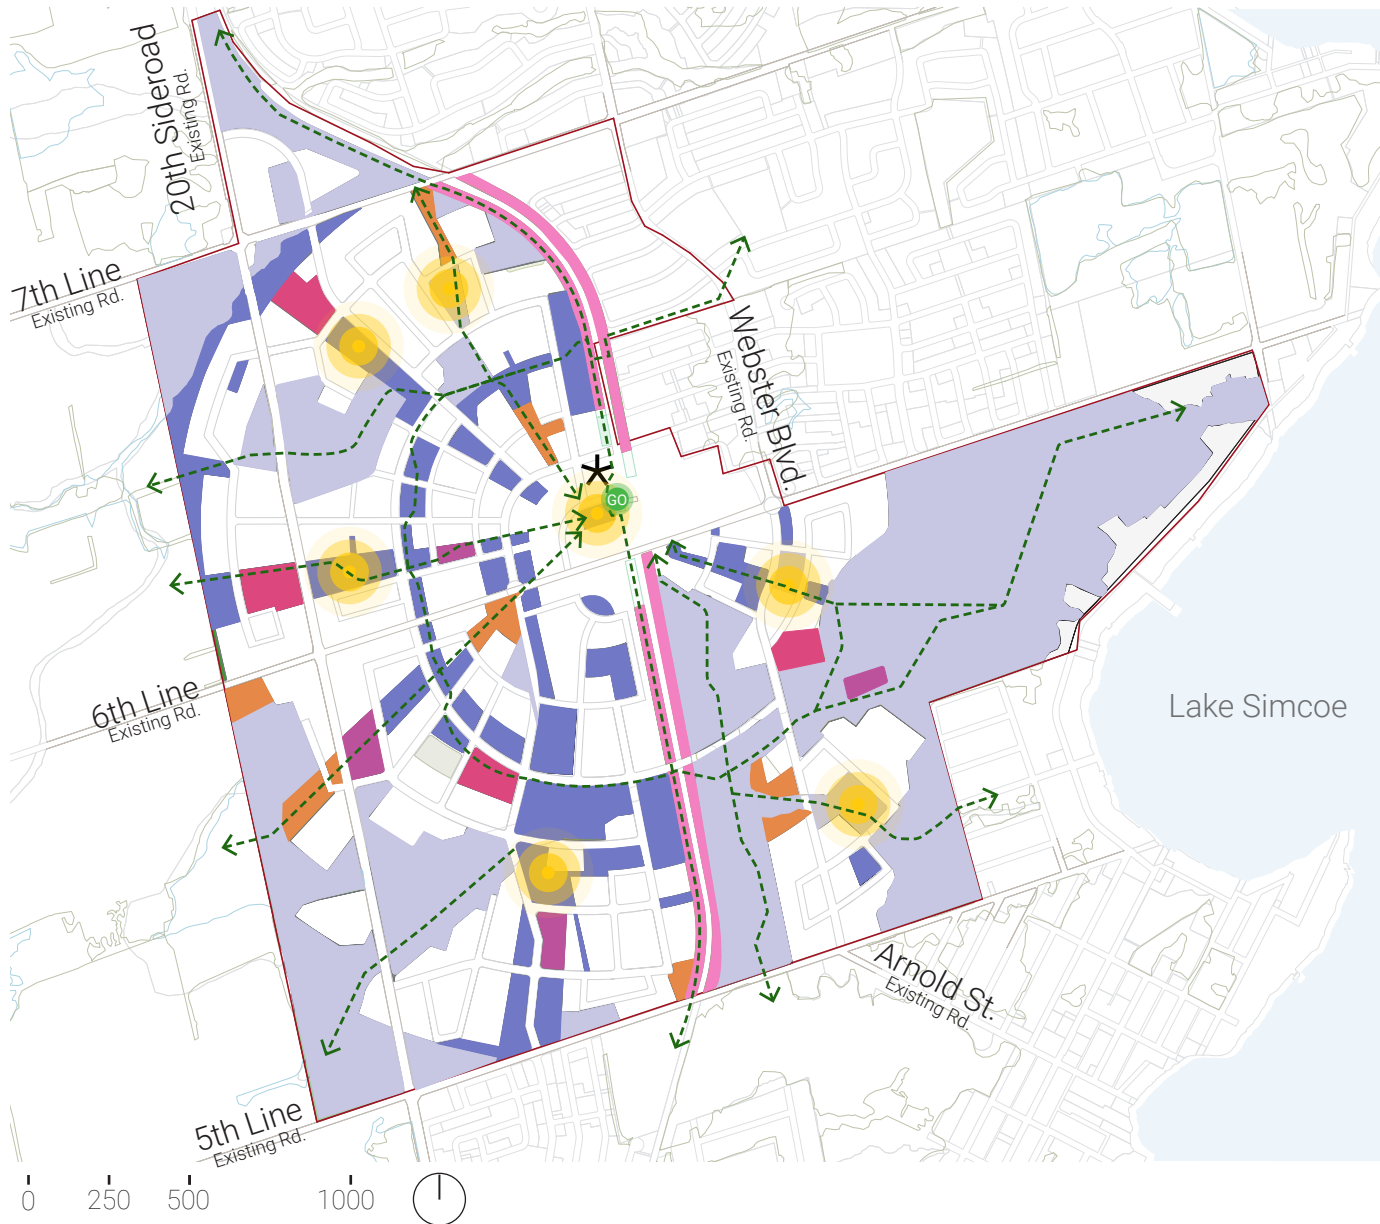 20th Sideroad
Existing Rd.
7th Line
Existing Rd.
Webster Blvd.
Existing Rd.
GO
6th Line
Existing Rd.
Lake Simcoe
Arnold St.
Existing Rd.
5th Line
Existing Rd.
0 250 500 1000